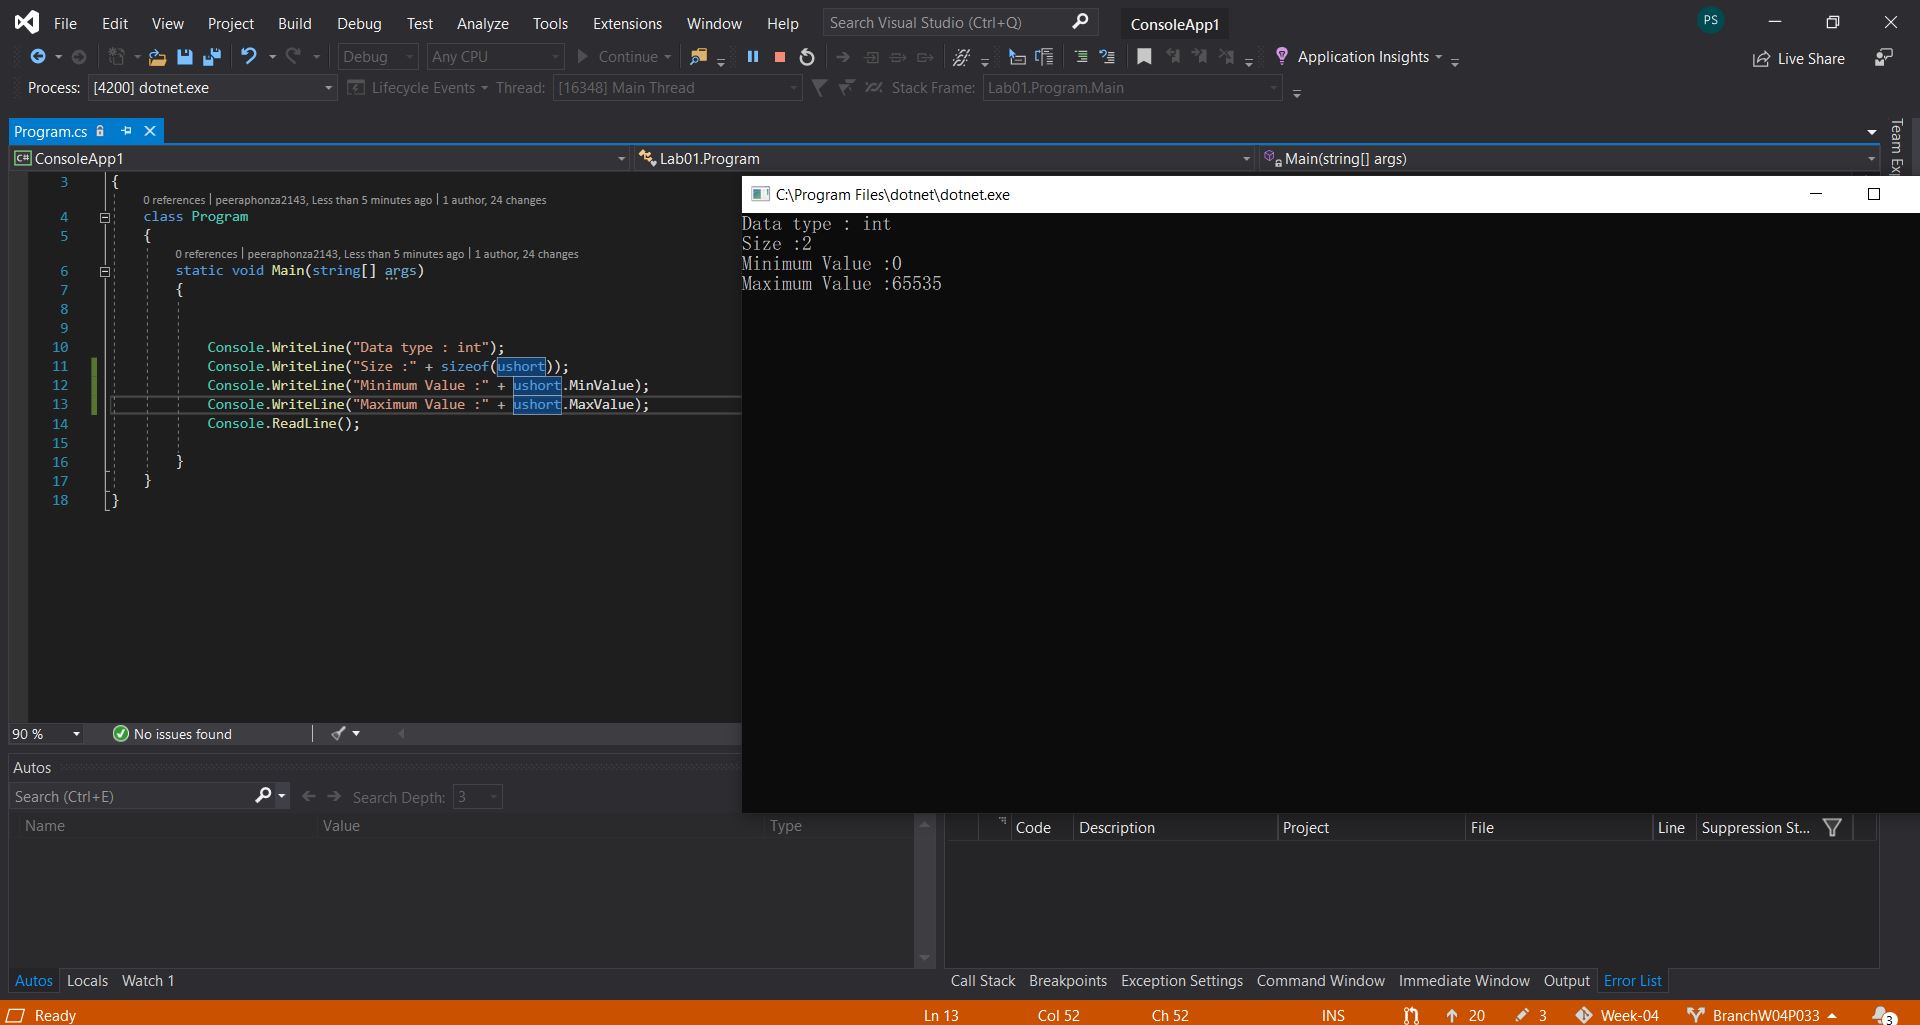 File Edit View Project Build Debug Test Analyze Tools Extensions Window Help Search Visual Studio (Ctrl+Q) ConsoleApp1 PS
Debug Any CPU Continue Application Insights Live Share
Process: [4200] dotnet.exe Lifecycle Events Thread: [16348] Main Thread Stack Frame: Lab01.Program.Main
Program.cs
Team Ex
C# ConsoleApp1 Lab01.Program Main(string[] args)
3 {
0 references | peeraphonza2143, Less than 5 minutes ago | 1 author, 24 changes
4 class Program
5 {
0 references | peeraphonza2143, Less than 5 minutes ago | 1 author, 24 changes
6 static void Main(string[] args)
7 {
8
9
10 Console.WriteLine("Data type : int");
11 Console.WriteLine("Size :" + sizeof(ushort));
12 Console.WriteLine("Minimum Value :" + ushort.MinValue);
13 Console.WriteLine("Maximum Value :" + ushort.MaxValue);
14 Console.ReadLine();
15
16 }
17 }
18 }
C:\Program Files\dotnet\dotnet.exe
Data type : int
Size :2
Minimum Value :0
Maximum Value :65535
90 % No issues found
Autos
Search (Ctrl+E) Search Depth: 3
Name Value Type
Code Description Project File Line Suppression St...
Autos Locals Watch 1
Call Stack Breakpoints Exception Settings Command Window Immediate Window Output Error List
Ready Ln 13 Col 52 Ch 52 INS 20 3 Week-04 BranchW04P033 3